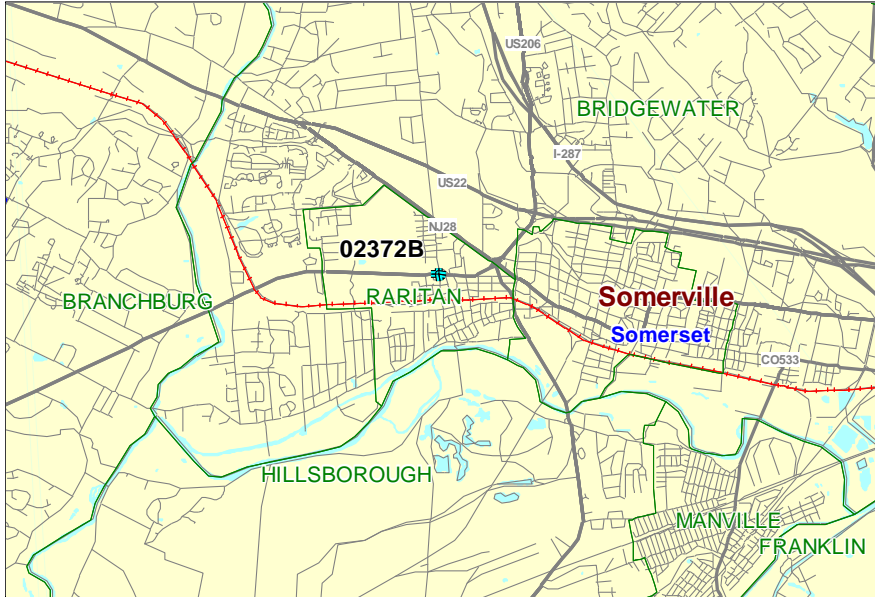 US206
BRIDGEWATER
I-287
US22
NJ28
02372B
BRANCHBURG
RARITAN
Somerville
Somerset
CO533
HILLSBOROUGH
MANVILLE
FRANKLIN